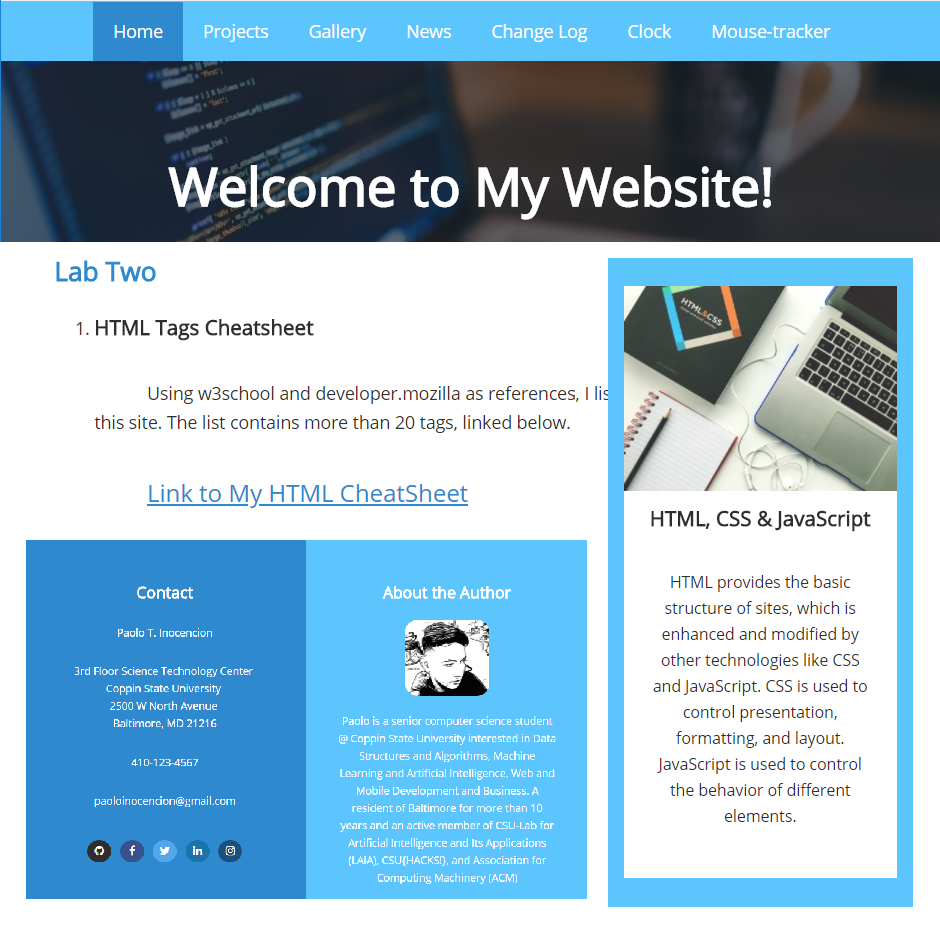 Home Projects Gallery News Change Log Clock Mouse-tracker
Welcome to My Website!
Lab Two
1. HTML Tags Cheatsheet
Using w3school and developer.mozilla as references, I lis
this site. The list contains more than 20 tags, linked below.
Link to My HTML CheatSheet
Contact
Paolo T. Inocencion
3rd Floor Science Technology Center
Coppin State University
2500 W North Avenue
Baltimore, MD 21216
410-123-4567
paoloinocencion@gmail.com
About the Author
Paolo is a senior computer science student
@ Coppin State University interested in Data
Structures and Algorithms, Machine
Learning and Artificial Intelligence, Web and
Mobile Development and Business. A
resident of Baltimore for more than 10
years and an active member of CSU-Lab for
Artificial Intelligence and Its Applications
(LAIA), CSU{HACKS!}, and Association for
Computing Machinery (ACM)
HTML&CSS
HTML, CSS & JavaScript
HTML provides the basic
structure of sites, which is
enhanced and modified by
other technologies like CSS
and JavaScript. CSS is used to
control presentation,
formatting, and layout.
JavaScript is used to control
the behavior of different
elements.